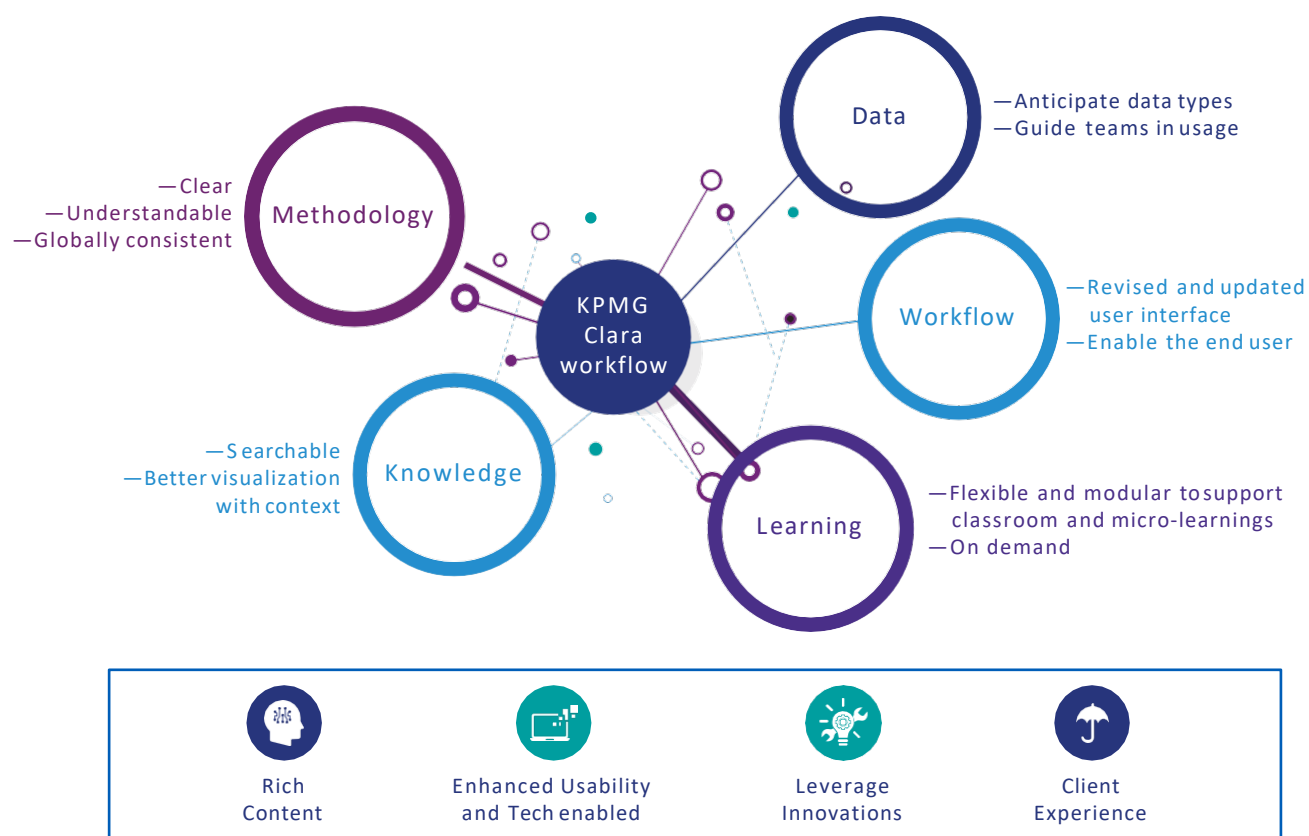 Data
—Anticipate data types
—Guide teams in usage
—Clear
—Understandable
—Globally consistent
Methodology
KPMG
Clara
workflow
Workflow
—Revised and updated
user interface
—Enable the end user
—Searchable
—Better visualization
with context
Knowledge
Learning
—Flexible and modular tosupport
classroom and micro-learnings
—On demand
Rich
Content
Enhanced Usability
and Tech enabled
Leverage
Innovations
Client
Experience